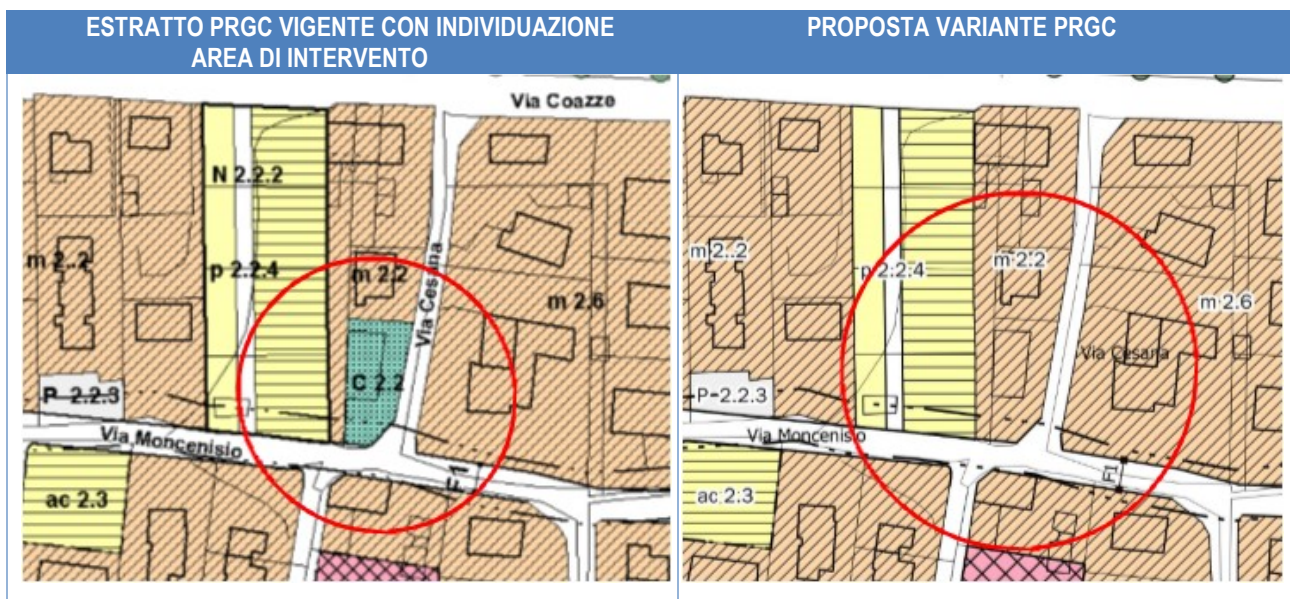 ESTRATTO PRGC VIGENTE CON INDIVIDUAZIONE
AREA DI INTERVENTO
PROPOSTA VARIANTE PRGC
Via Coazze
N 2.2.2
m 2..2
p 2.2.4
m 2.2
Via Cesana
m 2.6
C 2.2
P 2.2.3
Via Moncenisio
F1
ac 2.3
m 2..2
p 2.2.4
m 2.2
m 2.6
Via Cesana
P 2.2.3
Via Moncenisio
F1
ac 2.3